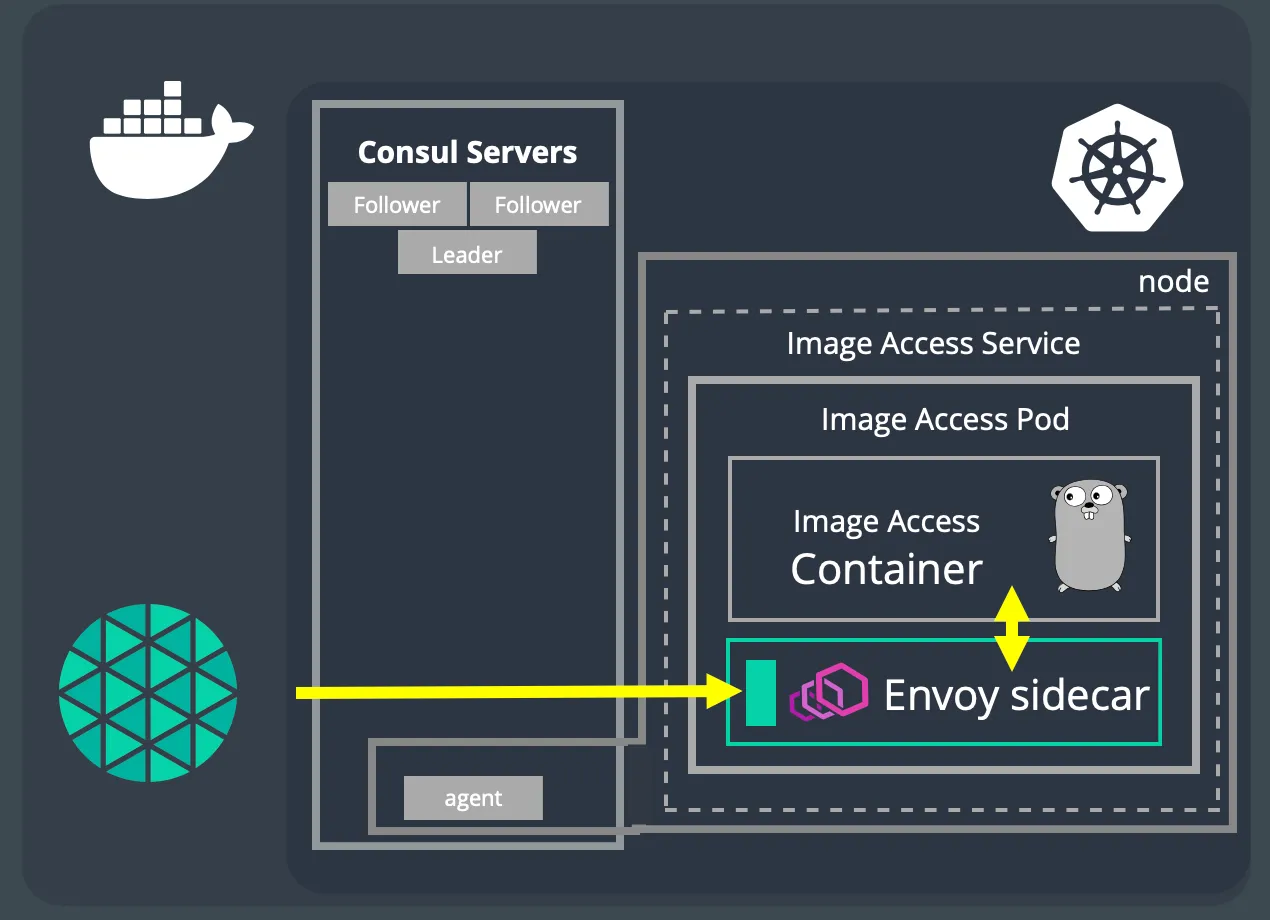 Consul Servers
Follower
Follower
Leader
node
Image Access Service
Image Access Pod
Image Access
Container
Envoy sidecar
agent